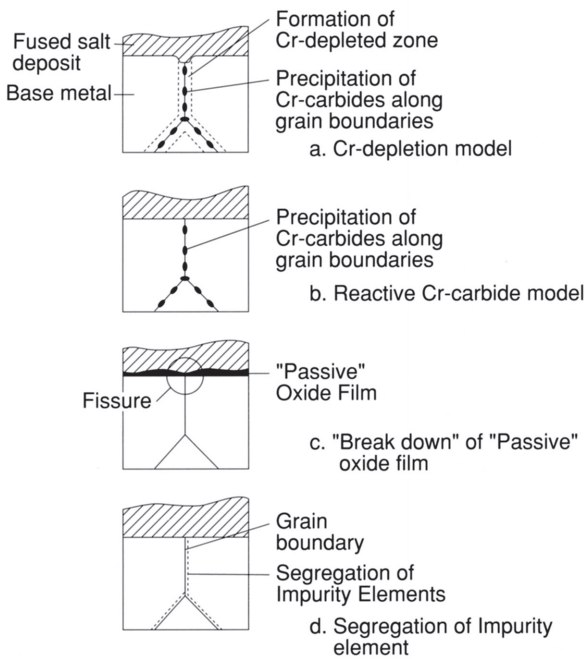 Fused salt
deposit
Base metal
Formation of
Cr-depleted zone
Precipitation of
Cr-carbides along
grain boundaries
a. Cr-depletion model
Precipitation of
Cr-carbides along
grain boundaries
b. Reactive Cr-carbide model
"Passive"
Oxide Film
Fissure
c. "Break down" of "Passive"
oxide film
Grain
boundary
Segregation of
Impurity Elements
d. Segregation of Impurity
element